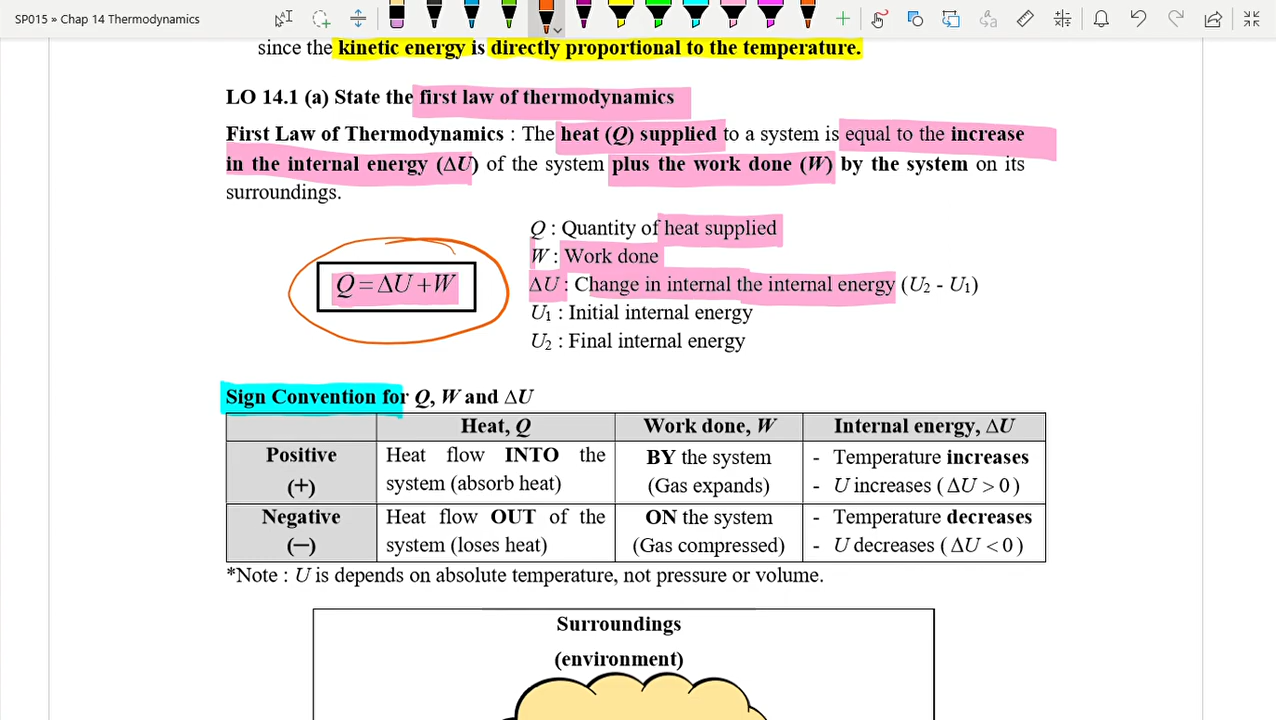 SP015 » Chap 14 Thermodynamics
since the kinetic energy is directly proportional to the temperature.
LO 14.1 (a) State the first law of thermodynamics
First Law of Thermodynamics : The heat (Q) supplied to a system is equal to the increase
in the internal energy (ΔU) of the system plus the work done (W) by the system on its
surroundings.
Q = ΔU + W
Q : Quantity of heat supplied
W : Work done
ΔU : Change in internal the internal energy (U₂ - U₁)
U₁ : Initial internal energy
U₂ : Final internal energy
Sign Convention for Q, W and ΔU
Heat, Q Work done, W Internal energy, ΔU
Positive Heat flow INTO the BY the system - Temperature increases
(+) system (absorb heat) (Gas expands) - U increases ( ΔU > 0 )
Negative Heat flow OUT of the ON the system - Temperature decreases
(−) system (loses heat) (Gas compressed) - U decreases ( ΔU < 0 )
*Note : U is depends on absolute temperature, not pressure or volume.
Surroundings
(environment)